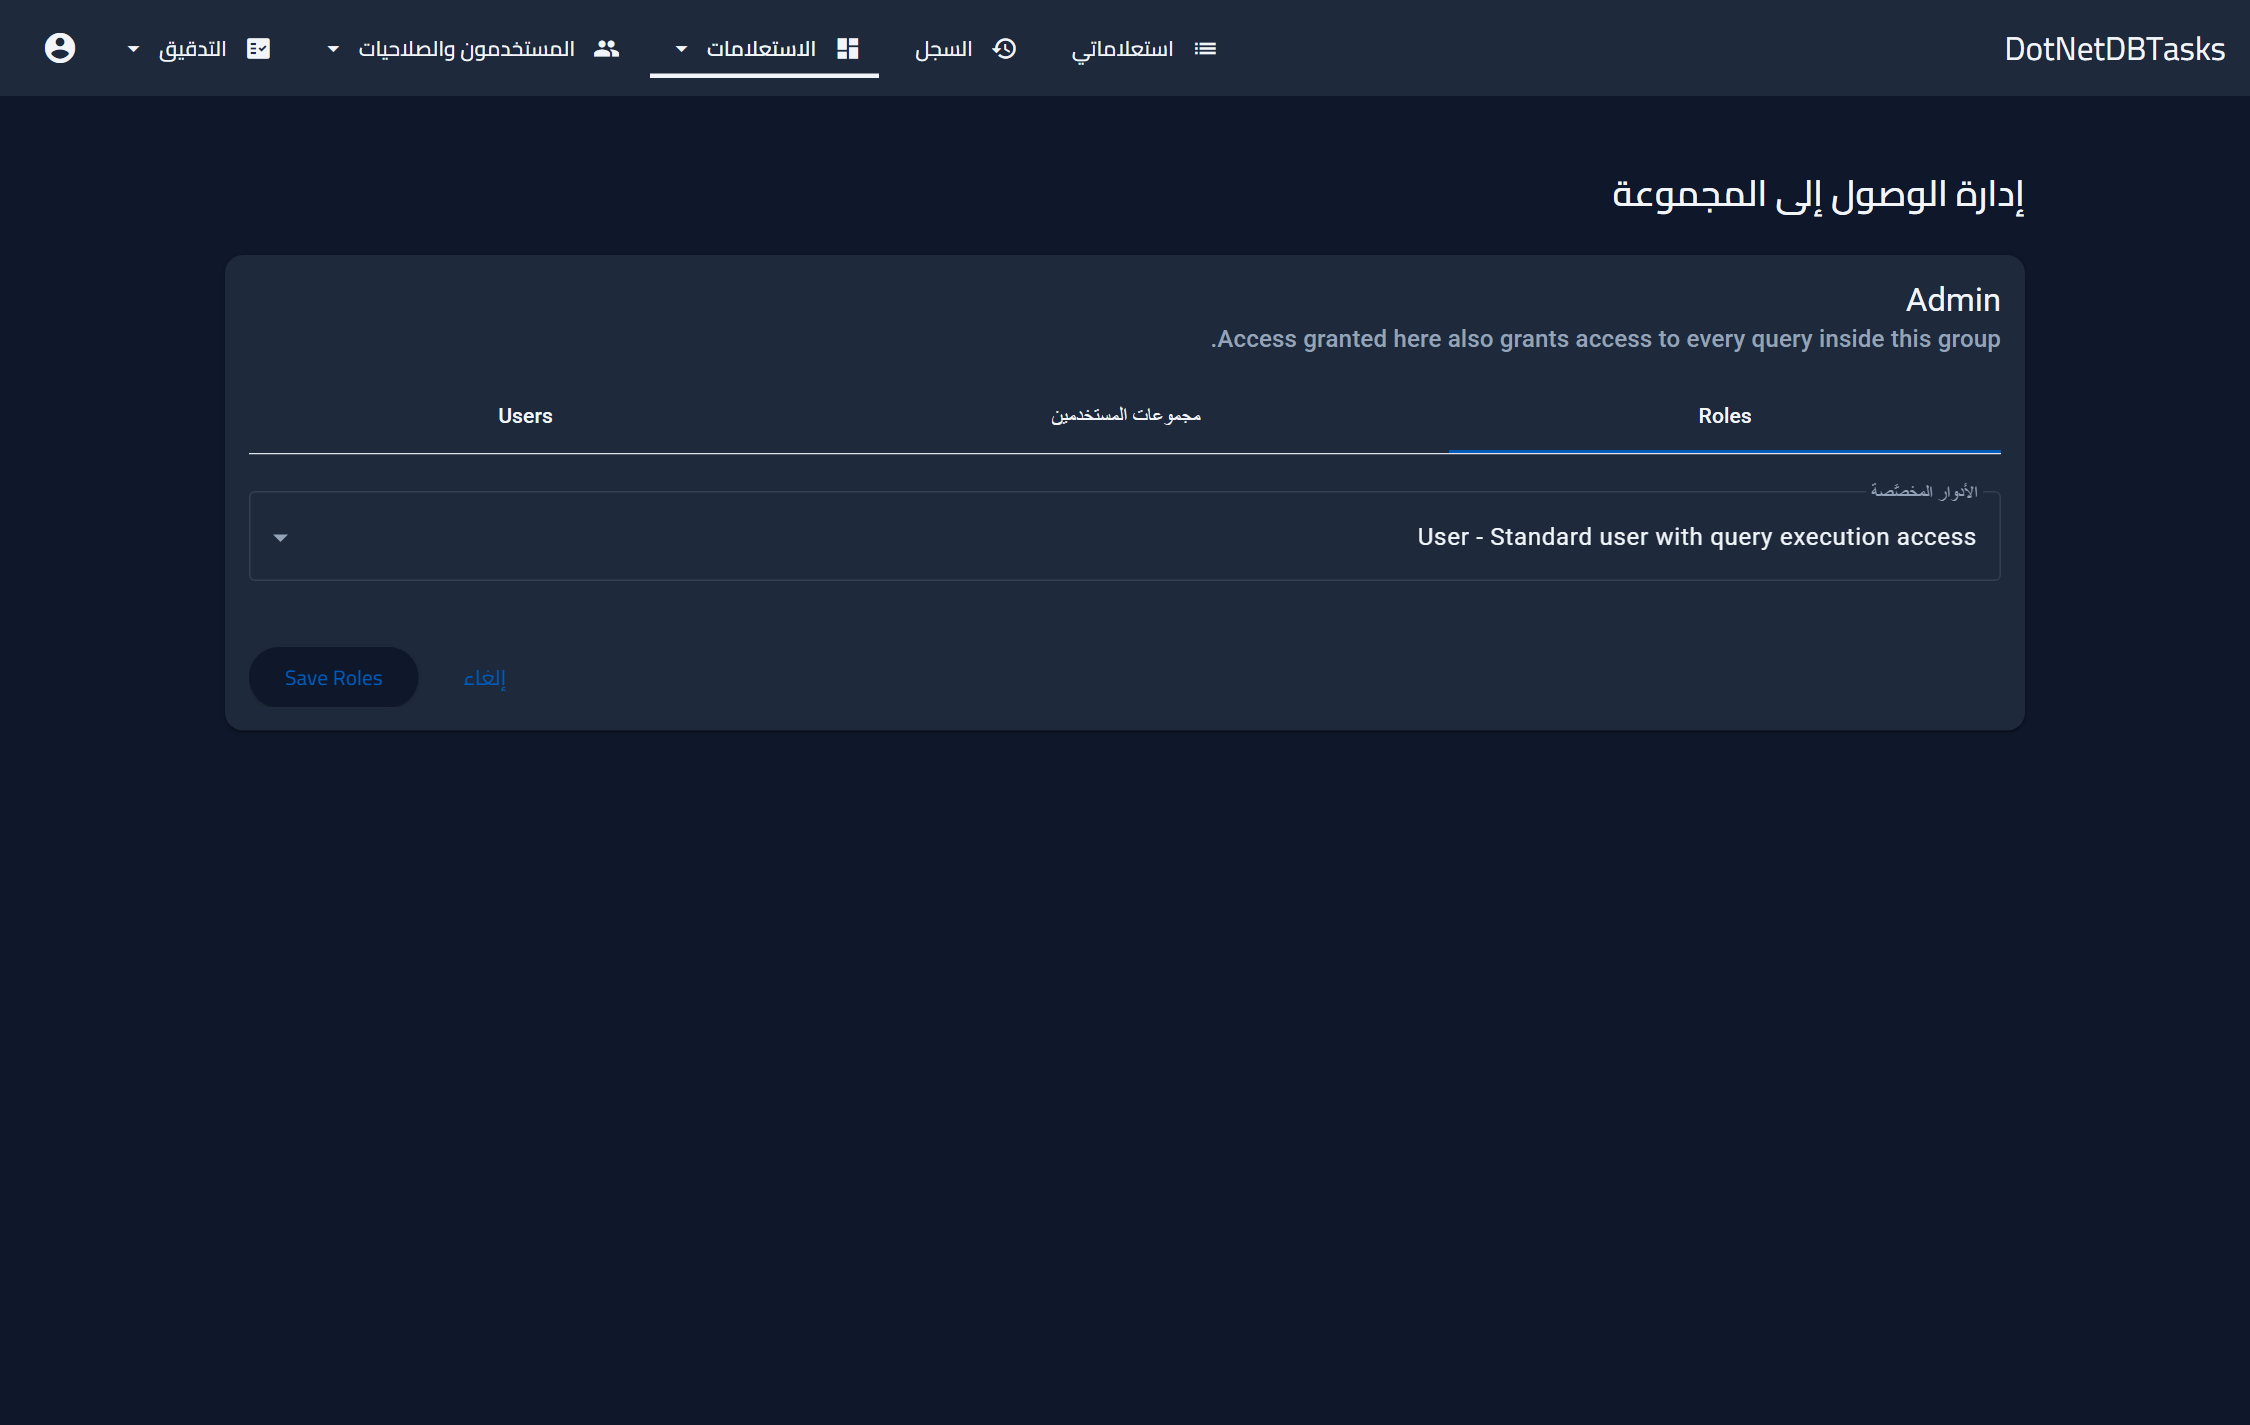 DotNetDBTasks
استعلاماتي
السجل
الاستعلامات
المستخدمون والصلاحيات
التدقيق
إدارة الوصول إلى المجموعة
Admin
Access granted here also grants access to every query inside this group.
Roles
مجموعات المستخدمين
Users
الأدوار المخصَّصة
User - Standard user with query execution access
إلغاء
Save Roles